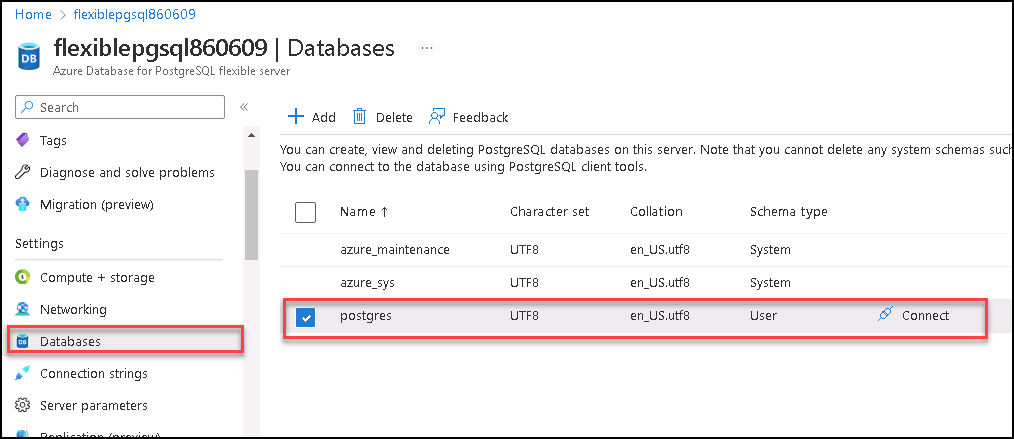 Home > flexiblepgsql860609
flexiblepgsql860609 | Databases ...
DB
Azure Database for PostgreSQL flexible server
Search
«
Tags
Diagnose and solve problems
Migration (preview)
Settings
Compute + storage
Networking
DB Databases
Connection strings
Server parameters
Replication (preview)
+ Add Delete Feedback
You can create, view and deleting PostgreSQL databases on this server. Note that you cannot delete any system schemas such
You can connect to the database using PostgreSQL client tools.
Name ↑ Character set Collation Schema type
azure_maintenance UTF8 en_US.utf8 System
azure_sys UTF8 en_US.utf8 System
postgres UTF8 en_US.utf8 User Connect